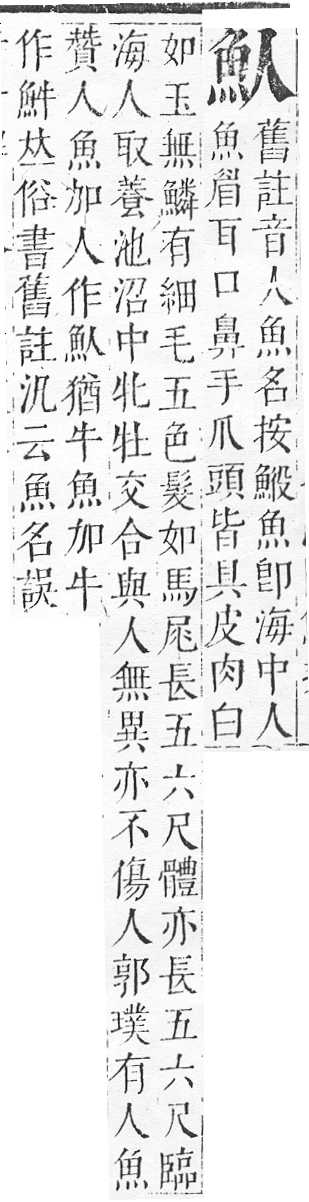 魜
舊註音人魚名按鰕魚卽海中人
魚眉耳口鼻手爪頭皆具皮肉白
如玉無鱗有細毛五色髮如馬尾長五六尺體亦長五六尺臨
海人取養池沼中牝牡交合與人無異亦不傷人郭璞有人魚
贊人魚加人作魜猶牛魚加牛
作䱁𠀤俗書舊註汎云魚名誤